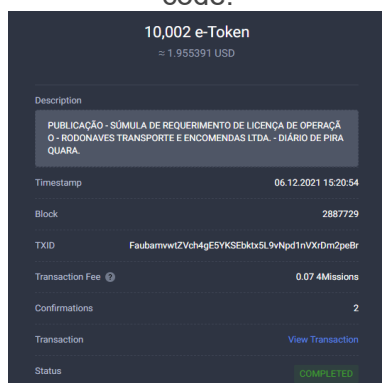 code.
10,002 e-Token
≈ 1.955391 USD
Description
PUBLICAÇÃO - SÚMULA DE REQUERIMENTO DE LICENÇA DE OPERAÇÃ
O - RODONAVES TRANSPORTE E ENCOMENDAS LTDA. - DIÁRIO DE PIRA
QUARA.
Timestamp 06.12.2021 15:20:54
Block 2887729
TXID FaubamvwtZVch4gE5YKSEbktx5L9vNpd1nVXrDm2peBr
Transaction Fee ? 0.07 4Missions
Confirmations 2
Transaction View Transaction
Status COMPLETED